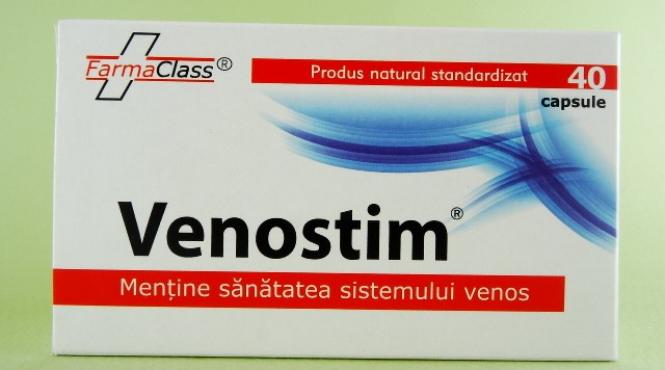 FarmaClass®
Produs natural standardizat 40
capsule
Venostim®
Menține sănătatea sistemului venos